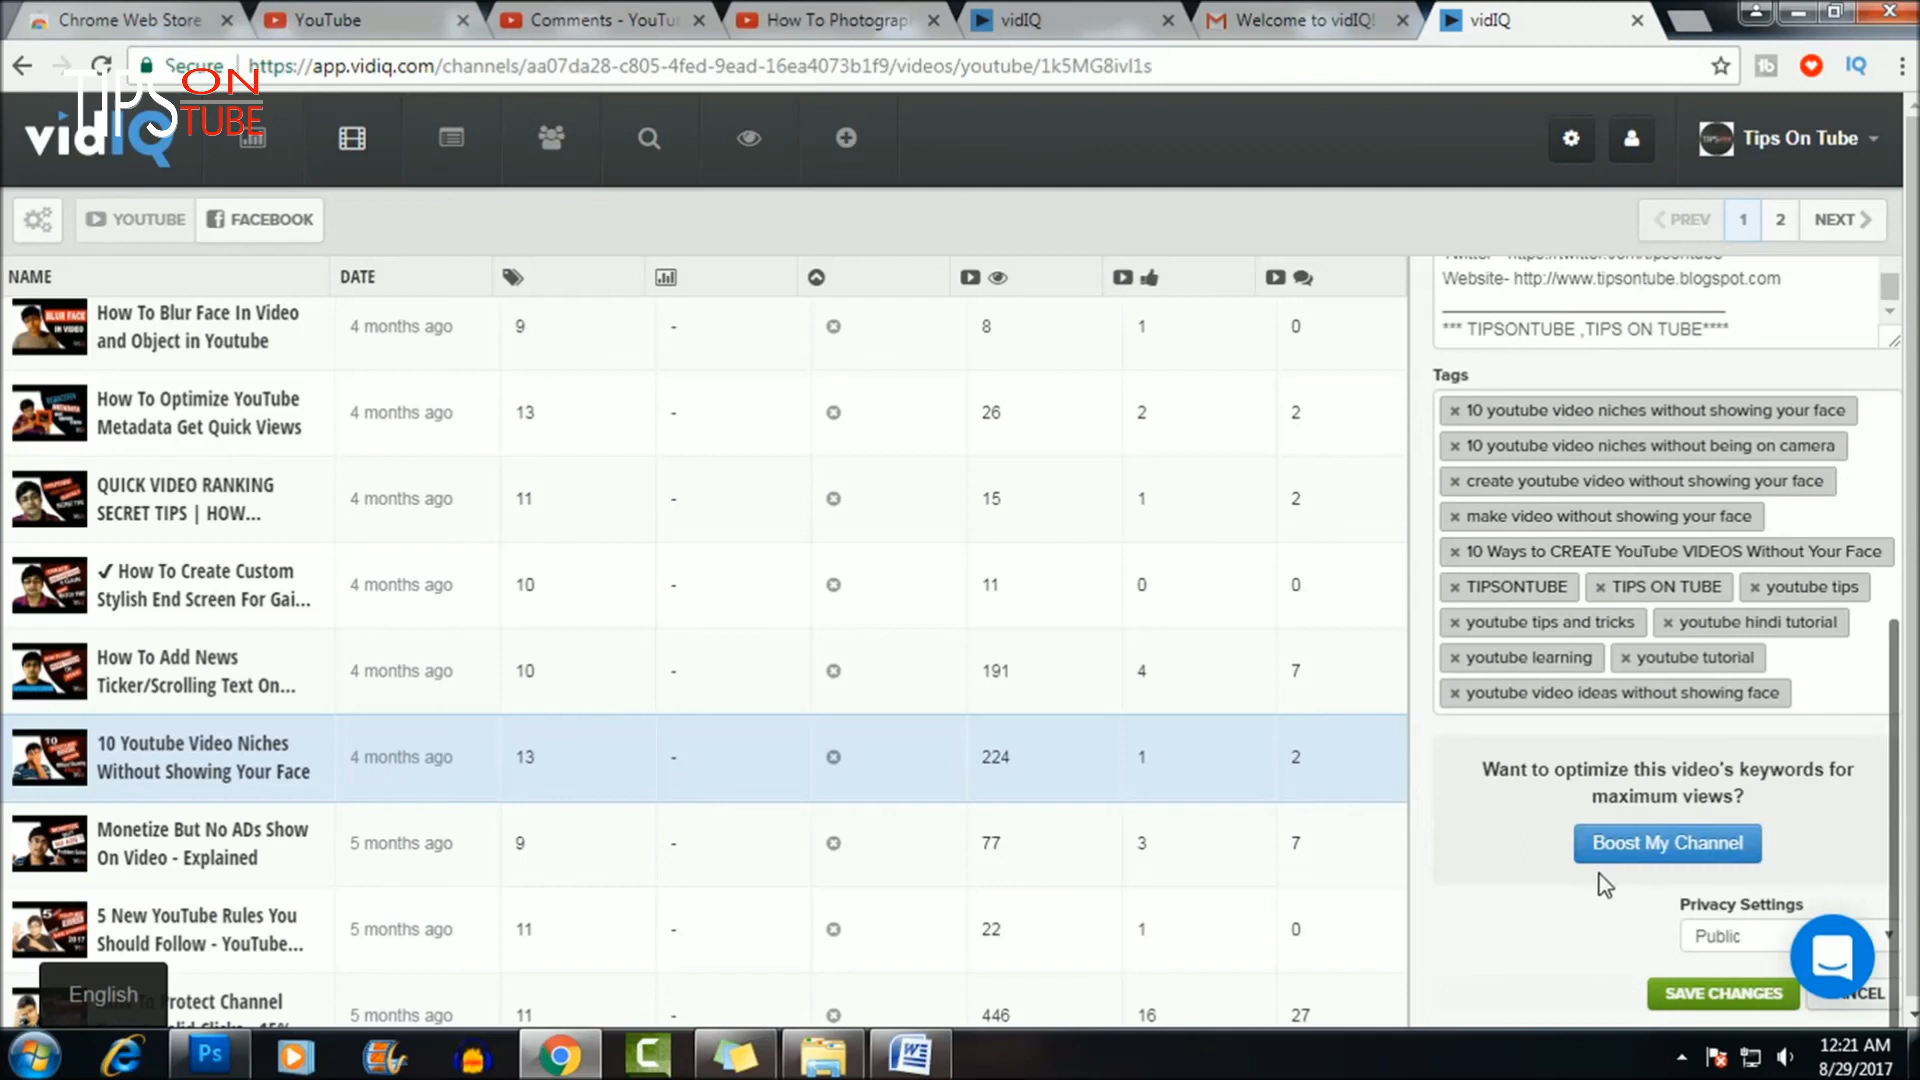 Chrome Web Store
YouTube
Comments - YouTu
How To Photograp
vidIQ
Welcome to vidIQ!
vidIQ
Secure
https://app.vidiq.com/channels/aa07da28-c805-4fed-9ead-16ea4073b1f9/videos/youtube/1k5MG8ivI1s
IQ
TIPS ON TUBE
vidIQ
Tips On Tube
YOUTUBE
FACEBOOK
PREV
1
2
NEXT
NAME
DATE
How To Blur Face In Video
and Object in Youtube
4 months ago
9
-
8
1
0
How To Optimize YouTube
Metadata Get Quick Views
4 months ago
13
-
26
2
2
QUICK VIDEO RANKING
SECRET TIPS | HOW...
4 months ago
11
-
15
1
2
✓ How To Create Custom
Stylish End Screen For Gai...
4 months ago
10
-
11
0
0
How To Add News
Ticker/Scrolling Text On...
4 months ago
10
-
191
4
7
10 Youtube Video Niches
Without Showing Your Face
4 months ago
13
-
224
1
2
Monetize But No ADs Show
On Video - Explained
5 months ago
9
-
77
3
7
5 New YouTube Rules You
Should Follow - YouTube...
5 months ago
11
-
22
1
0
Protect Channel
5 months ago
11
-
446
16
27
English
Website- http://www.tipsontube.blogspot.com
*** TIPSONTUBE ,TIPS ON TUBE****
Tags
× 10 youtube video niches without showing your face
× 10 youtube video niches without being on camera
× create youtube video without showing your face
× make video without showing your face
× 10 Ways to CREATE YouTube VIDEOS Without Your Face
× TIPSONTUBE × TIPS ON TUBE × youtube tips
× youtube tips and tricks × youtube hindi tutorial
× youtube learning × youtube tutorial
× youtube video ideas without showing face
Want to optimize this video's keywords for
maximum views?
Boost My Channel
Privacy Settings
Public
SAVE CHANGES
Ps
12:21 AM
8/29/2017